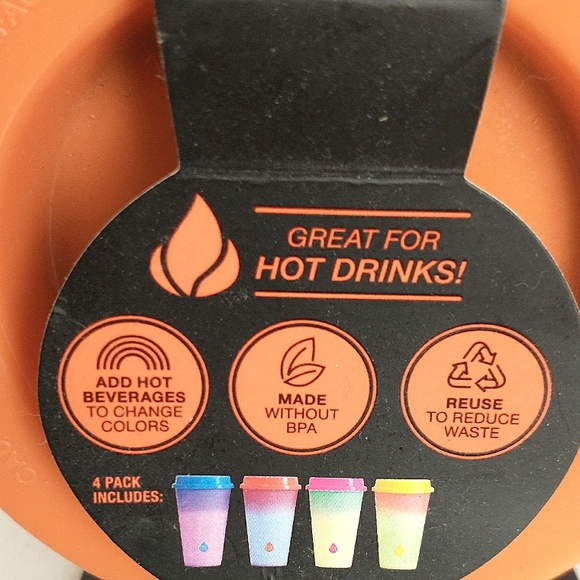 GREAT FOR
HOT DRINKS!
ADD HOT
BEVERAGES
TO CHANGE
COLORS
MADE
WITHOUT
BPA
REUSE
TO REDUCE
WASTE
4 PACK
INCLUDES: